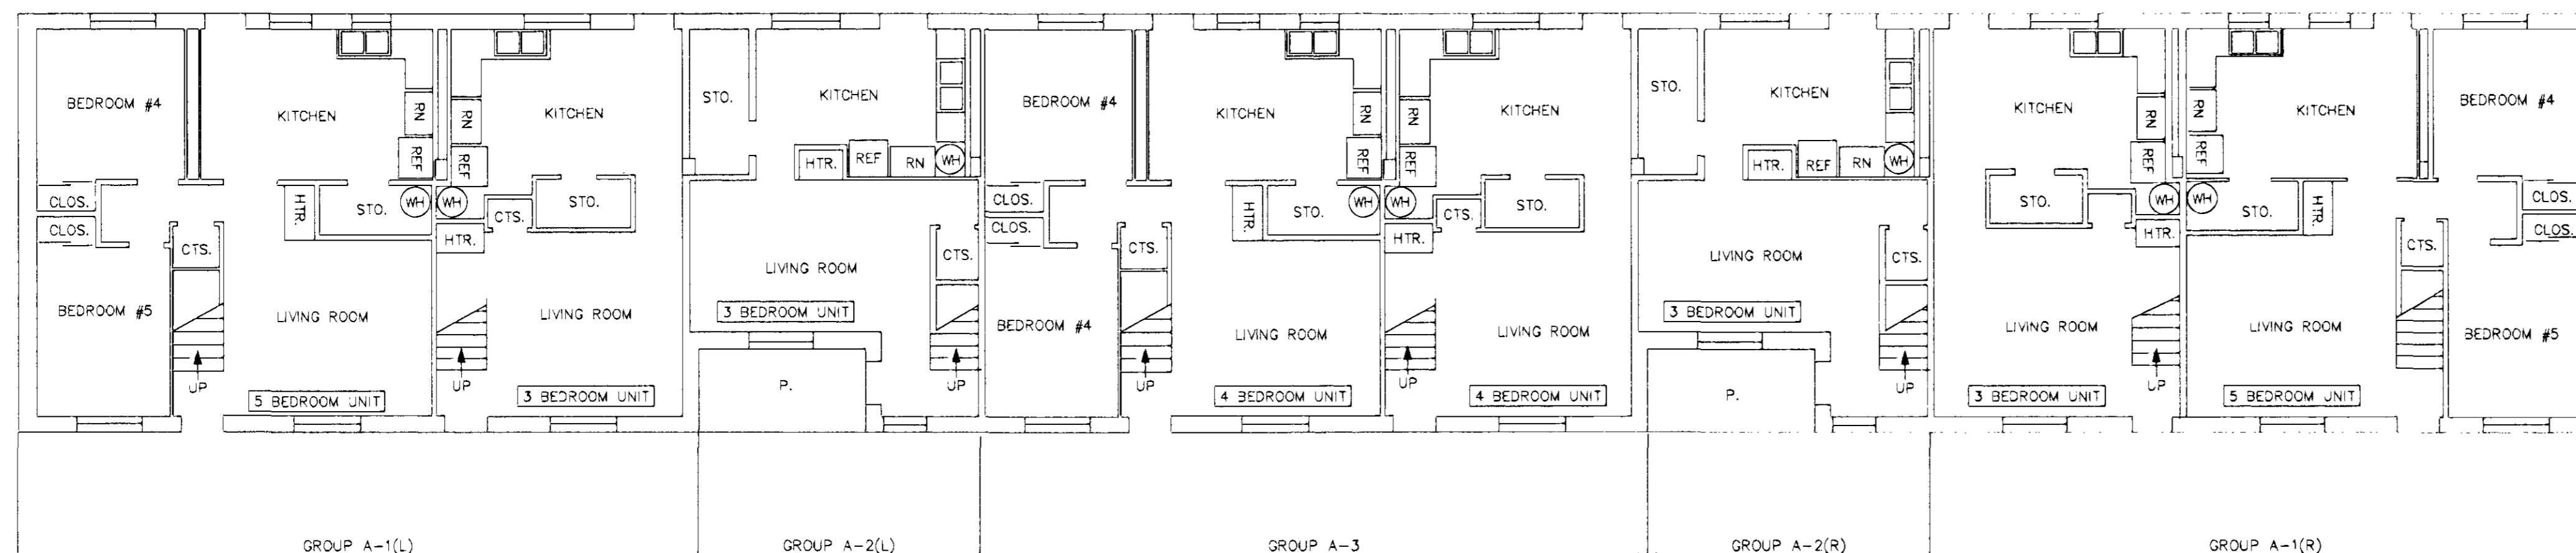 BEDROOM #4
KITCHEN
RN
REF
RN
REF
KITCHEN
STO.
KITCHEN
HTR.
REF
RN
WH
CLOS.
CLOS.
HTR.
STO.
WH
WH
CTS.
STO.
HTR.
CTS.
BEDROOM #5
LIVING ROOM
LIVING ROOM
LIVING ROOM
CTS.
3 BEDROOM UNIT
UP
5 BEDROOM UNIT
UP
3 BEDROOM UNIT
P.
UP
BEDROOM #4
KITCHEN
RN
REF
RN
REF
KITCHEN
STO.
KITCHEN
HTR.
REF
RN
WH
CLOS.
CLOS.
HTR.
STO.
WH
WH
CTS.
STO.
HTR.
CTS.
BEDROOM #4
LIVING ROOM
LIVING ROOM
LIVING ROOM
CTS.
3 BEDROOM UNIT
UP
4 BEDROOM UNIT
UP
4 BEDROOM UNIT
P.
UP
KITCHEN
RN
REF
RN
REF
KITCHEN
BEDROOM #4
STO.
WH
WH
STO.
HTR.
HTR.
CLOS.
CLOS.
CTS.
LIVING ROOM
LIVING ROOM
BEDROOM #5
UP
3 BEDROOM UNIT
5 BEDROOM UNIT
GROUP A-1(L)
GROUP A-2(L)
GROUP A-3
GROUP A-2(R)
GROUP A-1(R)